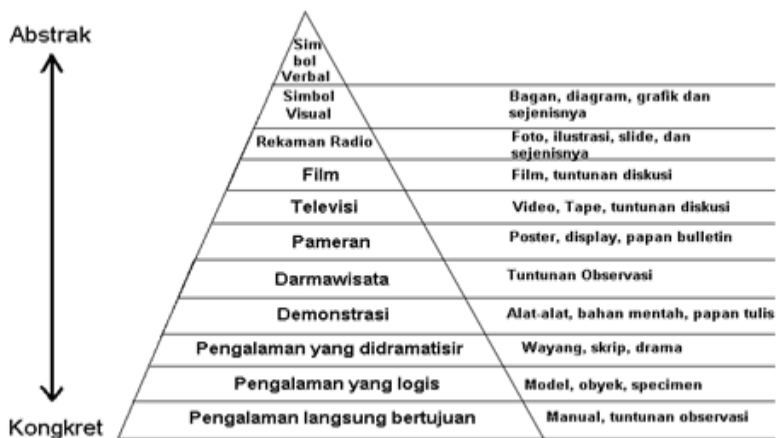 Abstrak
Sim
bol
Verbal
Simbol
Visual
Bagan, diagram, grafik dan
sejenisnya
Rekaman Radio
Foto, ilustrasi, slide, dan
sejenisnya
Film
Film, tuntunan diskusi
Televisi
Video, Tape, tuntunan diskusi
Pameran
Poster, display, papan bulletin
Darmawisata
Tuntunan Observasi
Demonstrasi
Alat-alat, bahan mentah, papan tulis
Pengalaman yang didramatisir
Wayang, skrip, drama
Pengalaman yang logis
Model, obyek, specimen
Pengalaman langsung bertujuan
Manual, tuntunan observasi
Kongkret